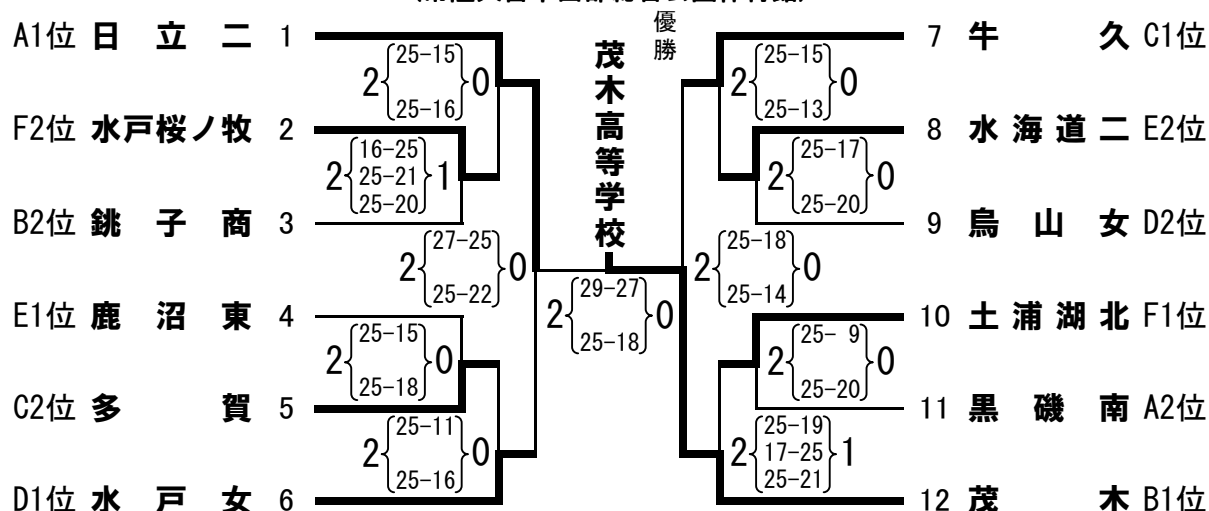 優勝
茂木高等学校
A1位 日立二 1
25-15
2 0
25-16
F2位 水戸桜ノ牧 2
16-25
2 25-21 1
25-20
B2位 銚子商 3
27-25
2 0
25-22
E1位 鹿沼東 4
25-15
2 0
25-18
C2位 多賀 5
25-11
2 0
25-16
D1位 水戸女 6
29-27
2 0
25-18
7 牛久 C1位
25-15
2 0
25-13
8 水海道二 E2位
25-17
2 0
25-20
9 烏山女 D2位
25-18
2 0
25-14
10 土浦湖北 F1位
25- 9
2 0
25-20
11 黒磯南 A2位
25-19
2 17-25 1
25-21
12 茂木 B1位